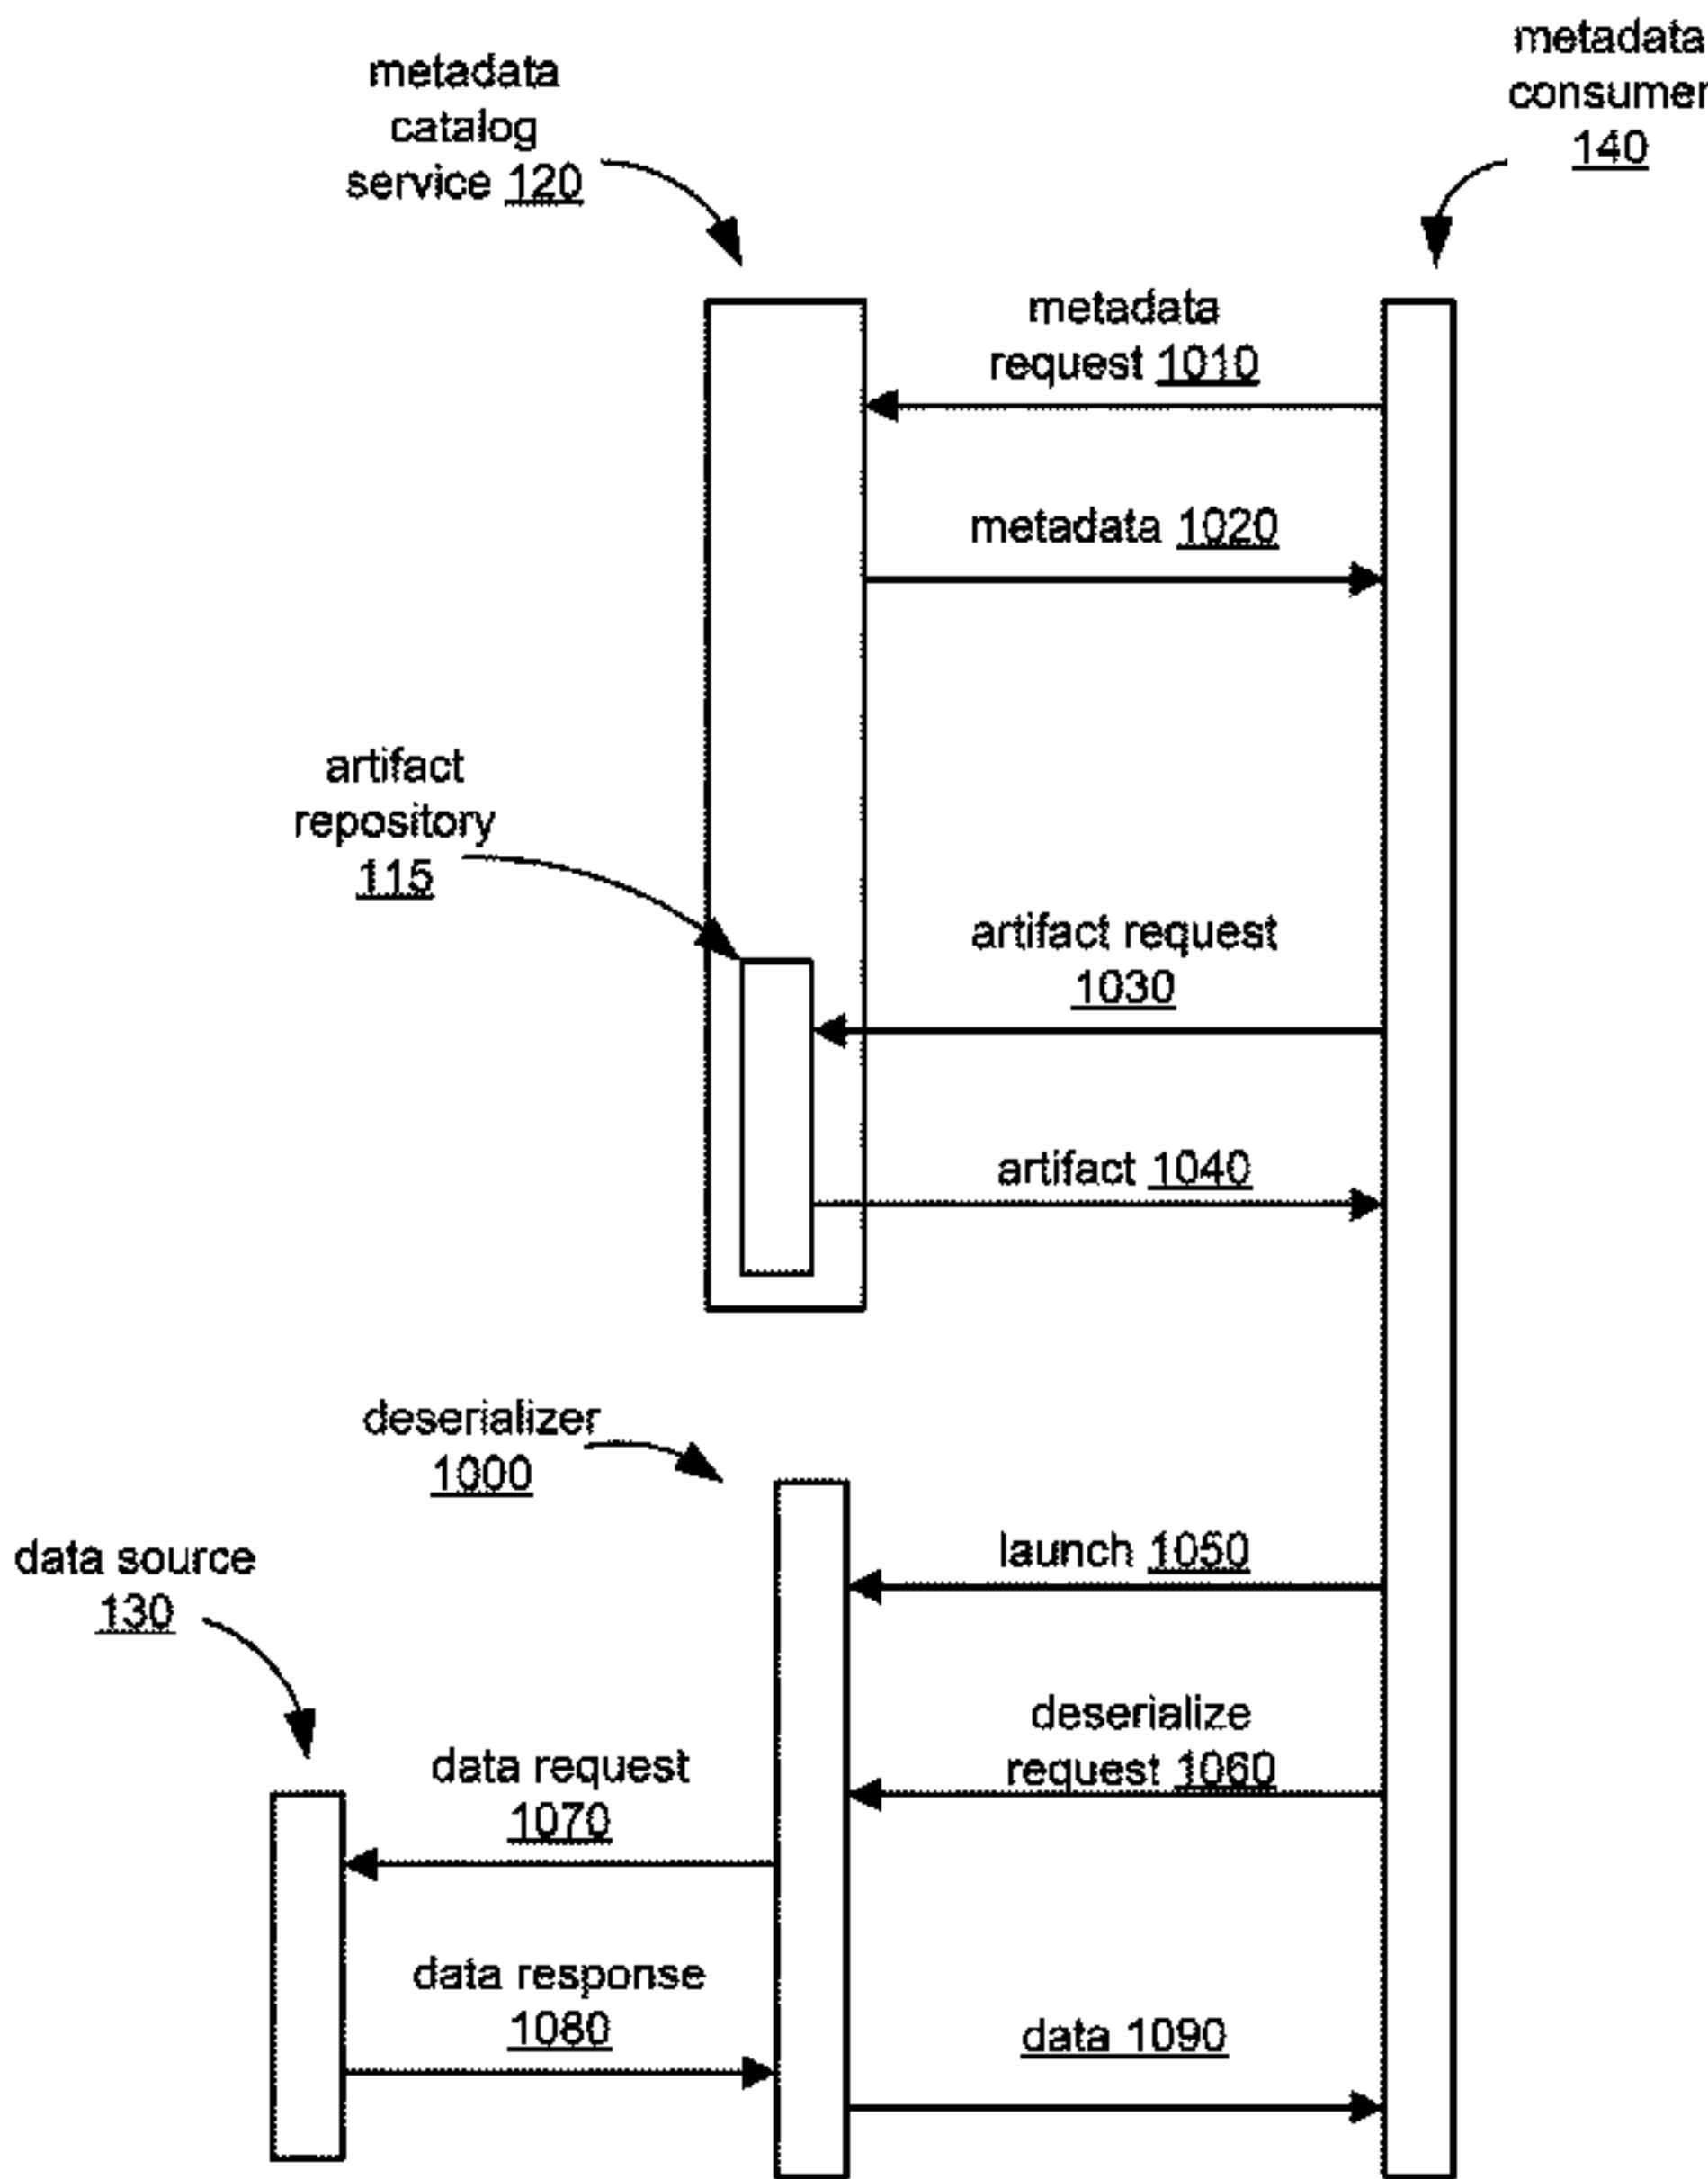 metadata
catalog
service 120
metadata
consumer
140
metadata
request 1010
metadata 1020
artifact
repository
115
artifact request
1030
artifact 1040
deserializer
1000
launch 1050
data source
130
deserialize
request 1060
data request
1070
data response
1080
data 1090